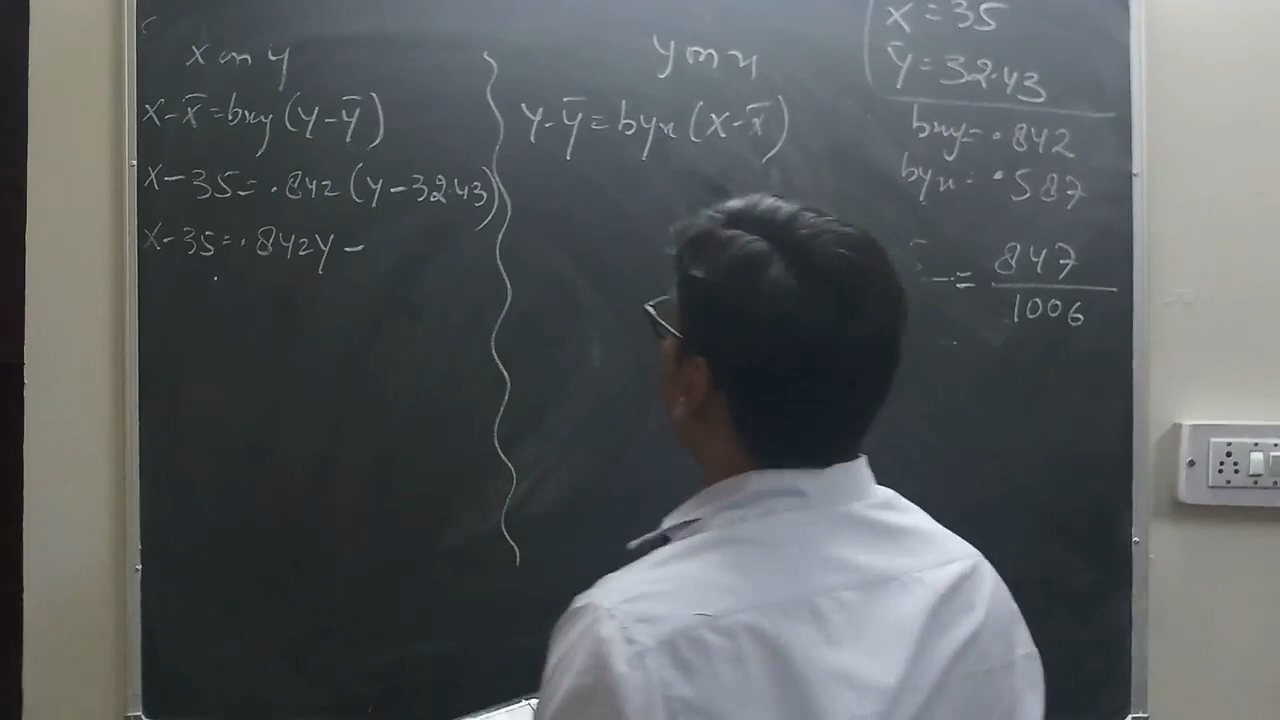 x on y
x - x̄ = bxy (y - ȳ)
x - 35 = .842 (y - 32.43)
x - 35 = .842y -
y on x
y - ȳ = byx (x - x̄)
x̄ = 35
ȳ = 32.43
bxy = .842
byx = .587
= 847
1006